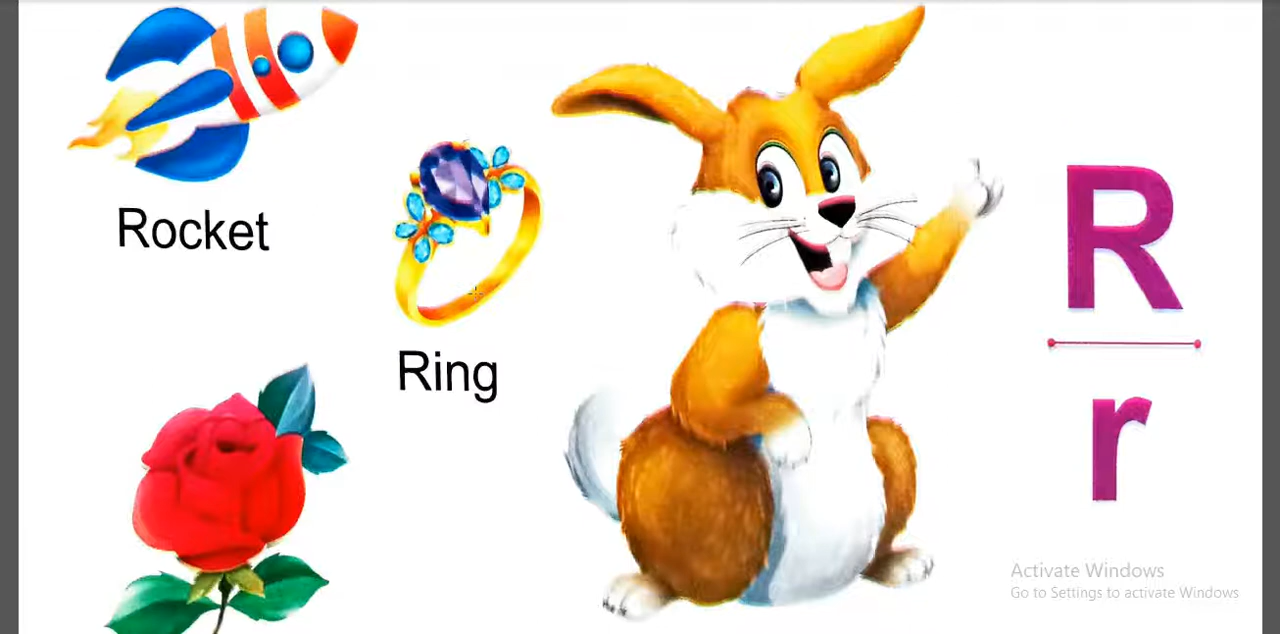 Rocket
Ring
R
r
Activate Windows
Go to Settings to activate Windows